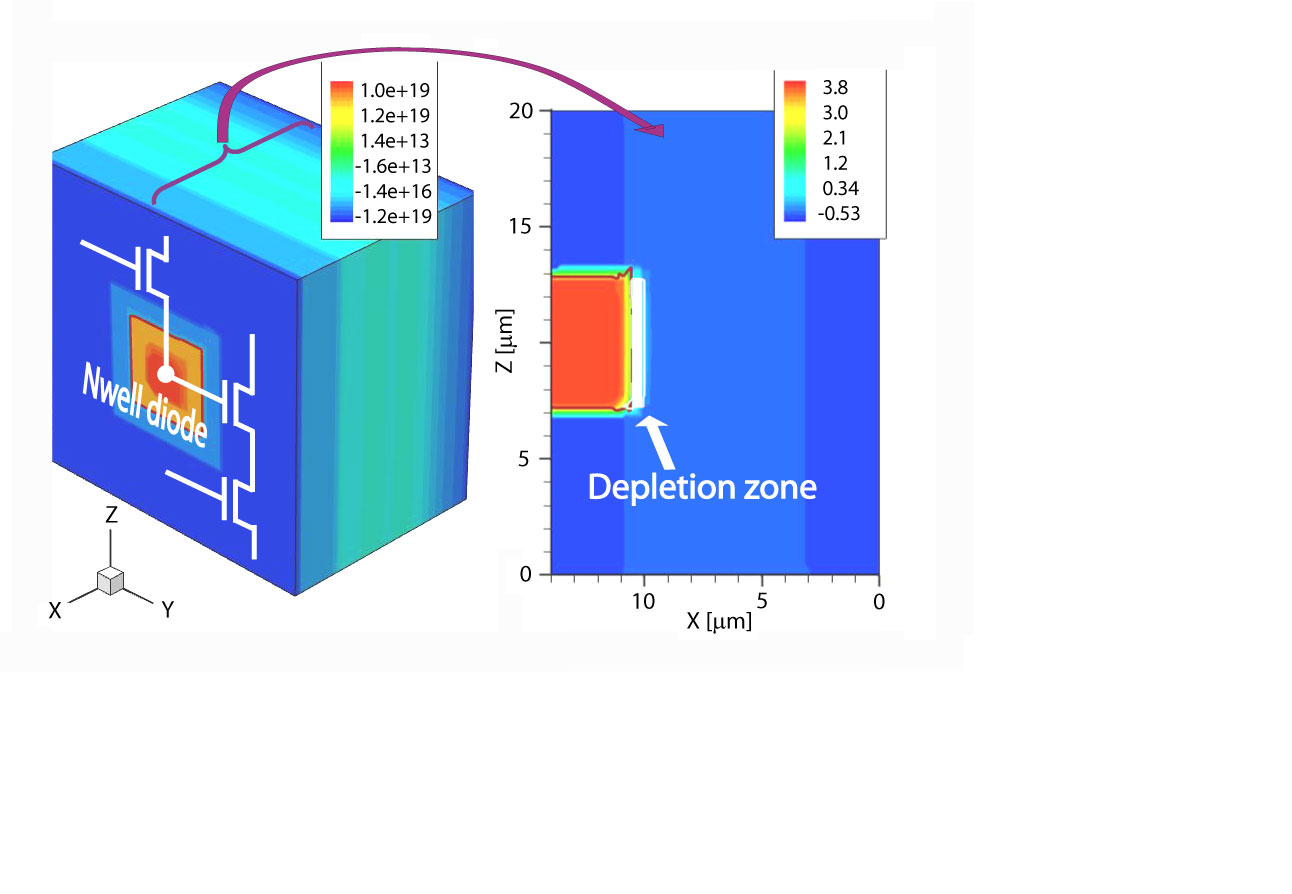 1.0e+19
1.2e+19
1.4e+13
-1.6e+13
-1.4e+16
-1.2e+19
Nwell diode
Z
X
Y
3.8
3.0
2.1
1.2
0.34
-0.53
20
15
5
0
Z [μm]
Depletion zone
10
5
0
X [μm]